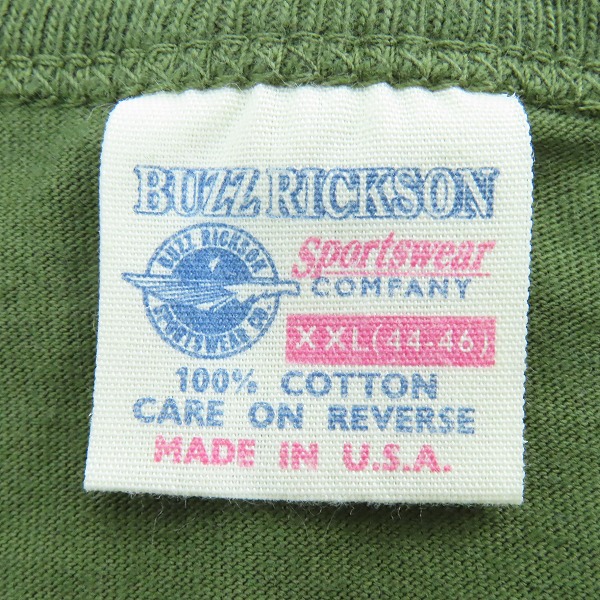 BUZZ RICKSON
BUZZ RICKSON
SPORTSWEAR CO.
Sportswear
COMPANY
XXL(44-46)
100% COTTON
CARE ON REVERSE
MADE IN U.S.A.